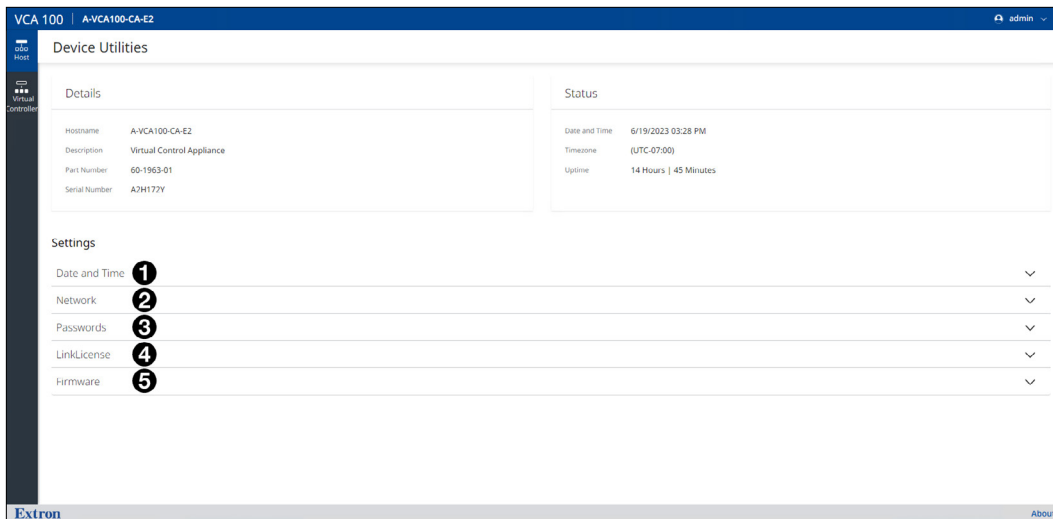 VCA 100 | A-VCA100-CA-E2
admin
Host
Device Utilities
Virtual
Controller
Details
Hostname A-VCA100-CA-E2
Description Virtual Control Appliance
Part Number 60-1963-01
Serial Number A2H172Y
Status
Date and Time 6/19/2023 03:28 PM
Timezone (UTC-07:00)
Uptime 14 Hours | 45 Minutes
Settings
Date and Time 1
Network 2
Passwords 3
LinkLicense 4
Firmware 5
Extron
About